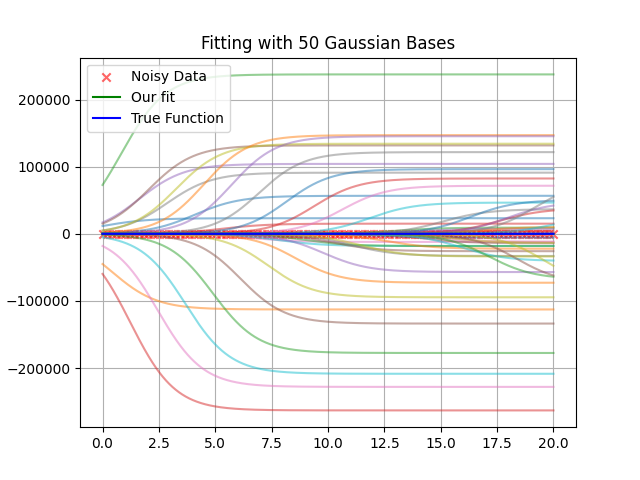 Fitting with 50 Gaussian Bases
Noisy Data
Our fit
True Function
200000
100000
0
−100000
−200000
0.0 2.5 5.0 7.5 10.0 12.5 15.0 17.5 20.0